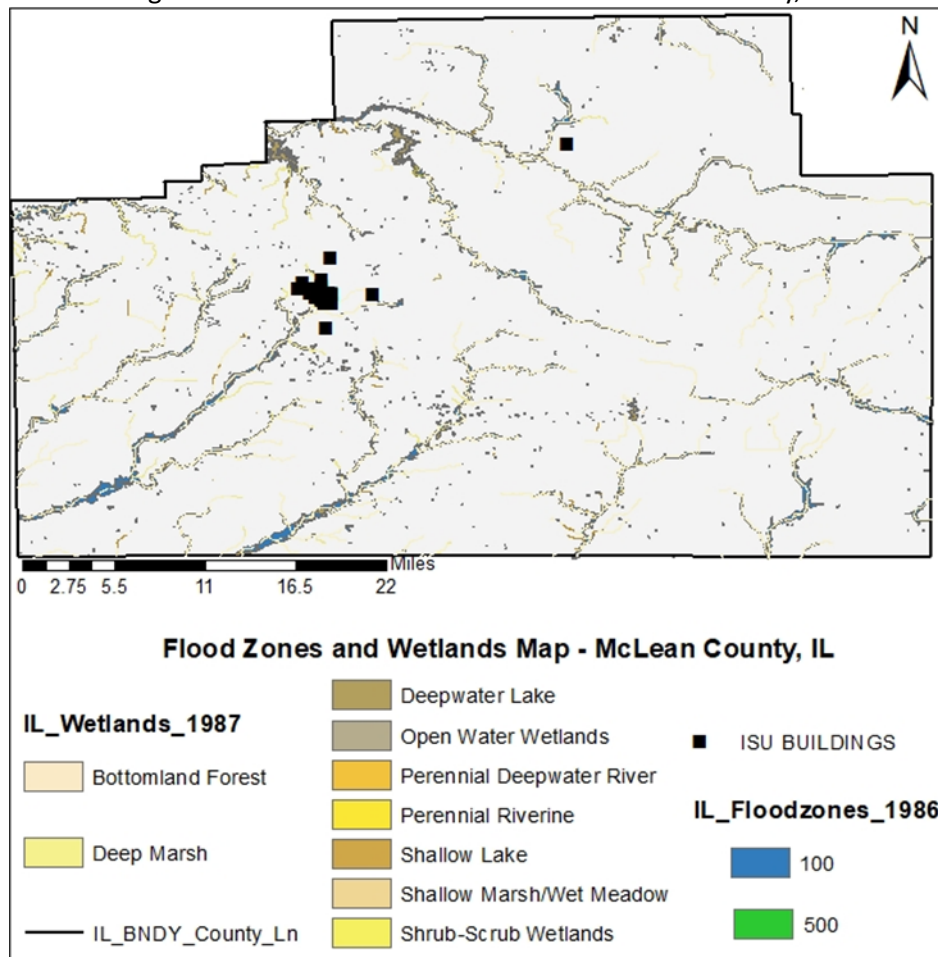 N
Miles
0 2.75 5.5 11 16.5 22
Flood Zones and Wetlands Map - McLean County, IL
IL_Wetlands_1987
Bottomland Forest
Deep Marsh
IL_BNDY_County_Ln
Deepwater Lake
Open Water Wetlands
Perennial Deepwater River
Perennial Riverine
Shallow Lake
Shallow Marsh/Wet Meadow
Shrub-Scrub Wetlands
ISU BUILDINGS
IL_Floodzones_1986
100
500